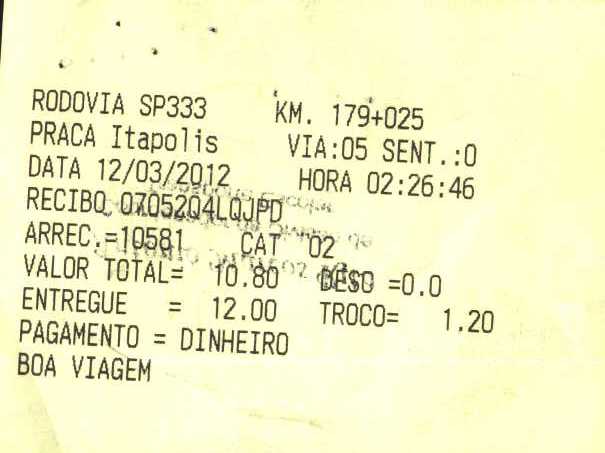 RODOVIA SP333 KM. 179+025
PRACA Itapolis VIA:05 SENT.:0
DATA 12/03/2012 HORA 02:26:46
RECIBO 07052Q4LQJPD
ARREC.=10581 CAT 02
VALOR TOTAL= 10.80 =0.0
ENTREGUE = 12.00 TROCO= 1.20
PAGAMENTO = DINHEIRO
BOA VIAGEM